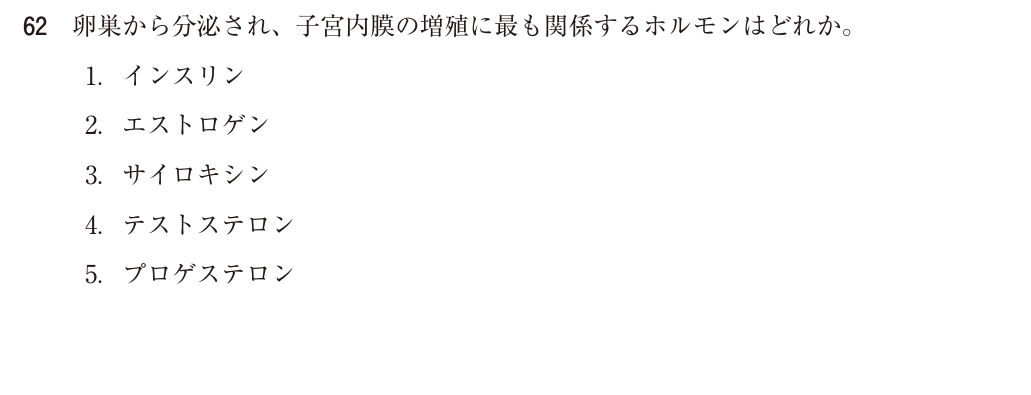 62 卵巣から分泌され、子宮内膜の増殖に最も関係するホルモンはどれか。
1. インスリン
2. エストロゲン
3. サイロキシン
4. テストステロン
5. プロゲステロン